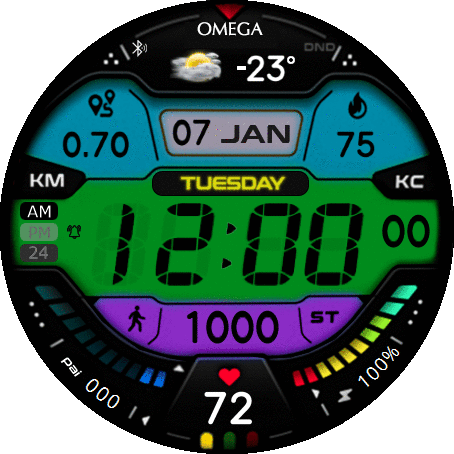 OMEGA
DND
-23°
07 JAN
0.70
75
KM
TUESDAY
KC
AM
PM
24
12:00
00
1000
ST
PAI 000
100%
72